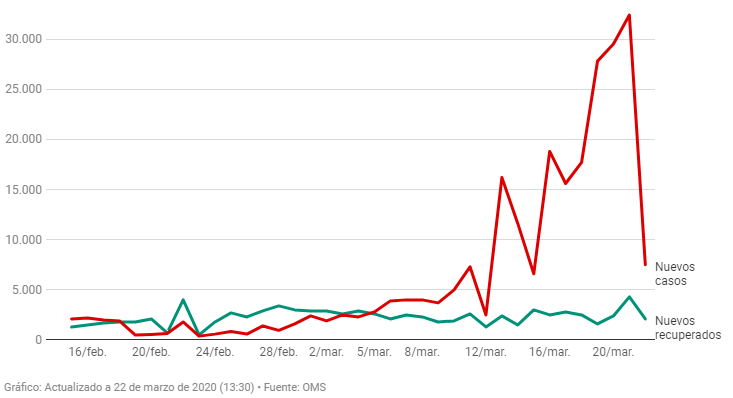 30.000
25.000
20.000
15.000
10.000
5.000
0
Nuevos
casos
Nuevos
recuperados
16/feb. 20/feb. 24/feb. 28/feb. 2/mar. 5/mar. 8/mar. 12/mar. 16/mar. 20/mar.
Gráfico: Actualizado a 22 de marzo de 2020 (13:30) • Fuente: OMS